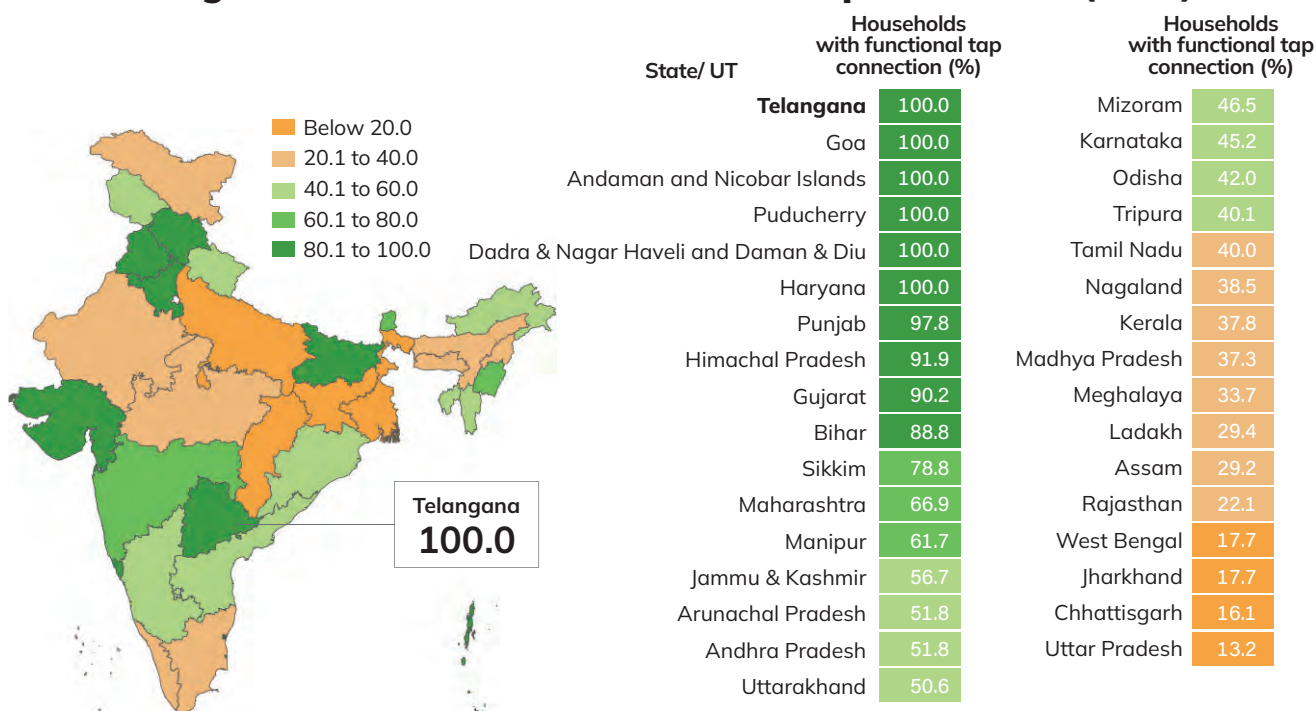 Households
with functional tap
connection (%)
Households
with functional tap
connection (%)
State/ UT
Below 20.0
20.1 to 40.0
40.1 to 60.0
60.1 to 80.0
80.1 to 100.0
Telangana
100.0
Telangana 100.0
Goa 100.0
Andaman and Nicobar Islands 100.0
Puducherry 100.0
Dadra & Nagar Haveli and Daman & Diu 100.0
Haryana 100.0
Punjab 97.8
Himachal Pradesh 91.9
Gujarat 90.2
Bihar 88.8
Sikkim 78.8
Maharashtra 66.9
Manipur 61.7
Jammu & Kashmir 56.7
Arunachal Pradesh 51.8
Andhra Pradesh 51.8
Uttarakhand 50.6
Mizoram 46.5
Karnataka 45.2
Odisha 42.0
Tripura 40.1
Tamil Nadu 40.0
Nagaland 38.5
Kerala 37.8
Madhya Pradesh 37.3
Meghalaya 33.7
Ladakh 29.4
Assam 29.2
Rajasthan 22.1
West Bengal 17.7
Jharkhand 17.7
Chhattisgarh 16.1
Uttar Pradesh 13.2